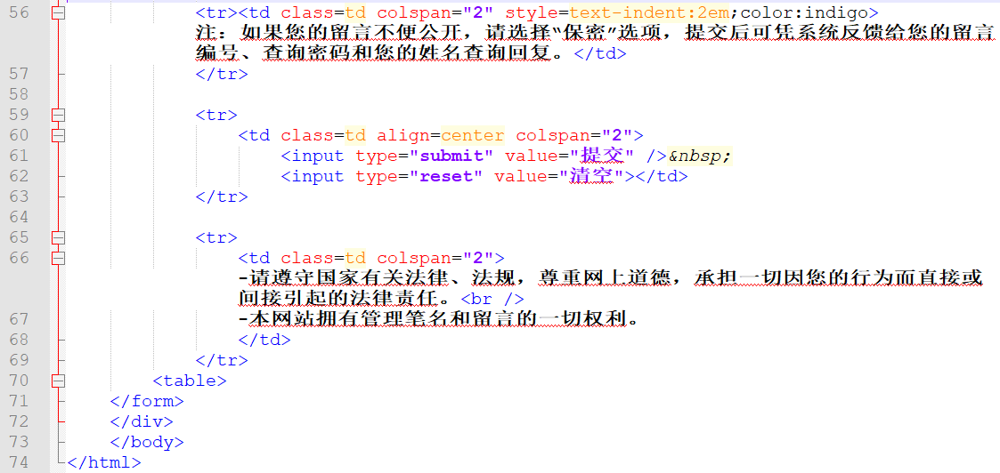 56 <tr><td class=td colspan="2" style=text-indent:2em;color:indigo>
注：如果您的留言不便公开，请选择“保密”选项，提交后可凭系统反馈给您的留言
编号、查询密码和您的姓名查询回复。</td>
57 </tr>
58
59 <tr>
60 <td class=td align=center colspan="2">
61 <input type="submit" value="提交" />&nbsp;
62 <input type="reset" value="清空"></td>
63 </tr>
64
65 <tr>
66 <td class=td colspan="2">
-请遵守国家有关法律、法规，尊重网上道德，承担一切因您的行为而直接或
间接引起的法律责任。<br />
67 -本网站拥有管理笔名和留言的一切权利。
68 </td>
69 </tr>
70 <table>
71 </form>
72 </div>
73 </body>
74 </html>